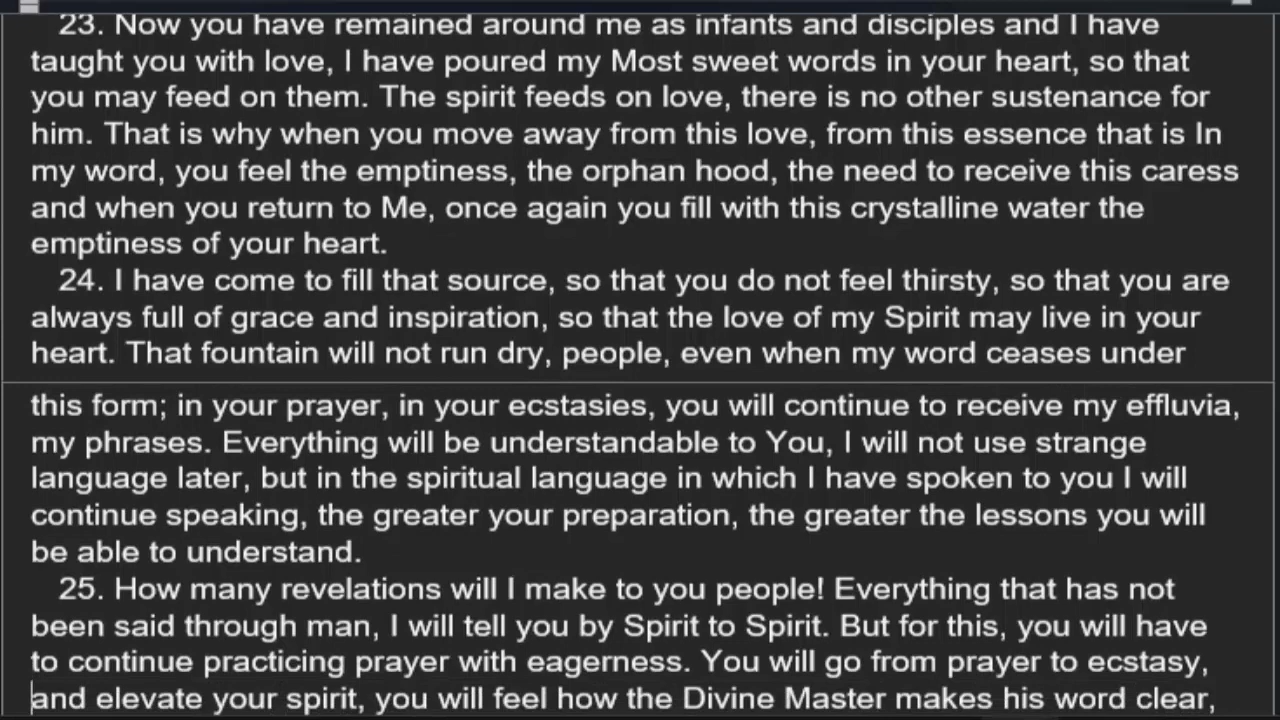 23. Now you have remained around me as infants and disciples and I have
taught you with love, I have poured my Most sweet words in your heart, so that
you may feed on them. The spirit feeds on love, there is no other sustenance for
him. That is why when you move away from this love, from this essence that is In
my word, you feel the emptiness, the orphan hood, the need to receive this caress
and when you return to Me, once again you fill with this crystalline water the
emptiness of your heart.
24. I have come to fill that source, so that you do not feel thirsty, so that you are
always full of grace and inspiration, so that the love of my Spirit may live in your
heart. That fountain will not run dry, people, even when my word ceases under
this form; in your prayer, in your ecstasies, you will continue to receive my effluvia,
my phrases. Everything will be understandable to You, I will not use strange
language later, but in the spiritual language in which I have spoken to you I will
continue speaking, the greater your preparation, the greater the lessons you will
be able to understand.
25. How many revelations will I make to you people! Everything that has not
been said through man, I will tell you by Spirit to Spirit. But for this, you will have
to continue practicing prayer with eagerness. You will go from prayer to ecstasy,
and elevate your spirit, you will feel how the Divine Master makes his word clear,